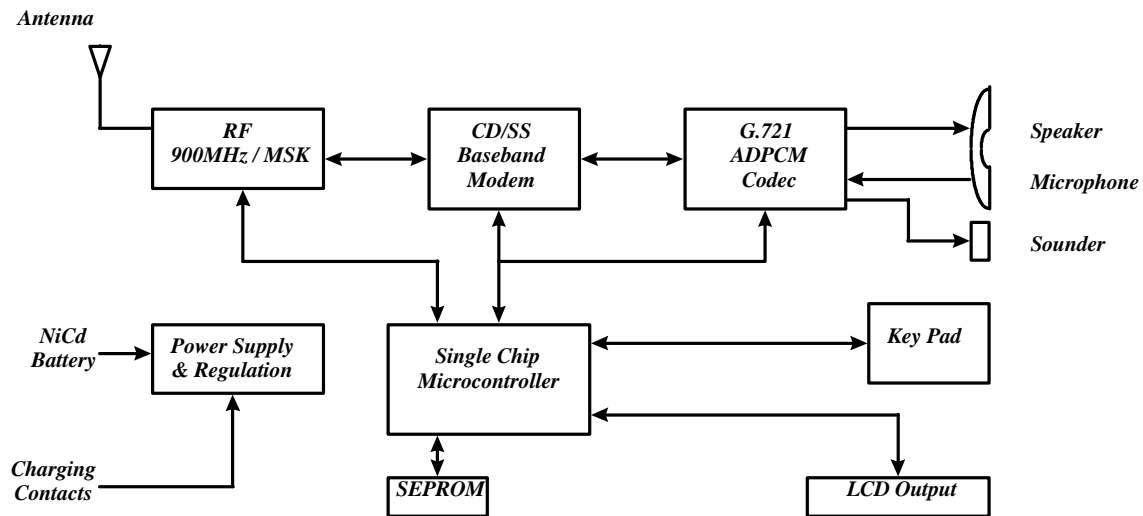 Antenna
RF
900MHz / MSK
CD/SS
Baseband
Modem
G.721
ADPCM
Codec
Speaker
Microphone
Sounder
NiCd
Battery
Power Supply
& Regulation
Single Chip
Microcontroller
Key Pad
Charging
Contacts
SEPROM
LCD Output